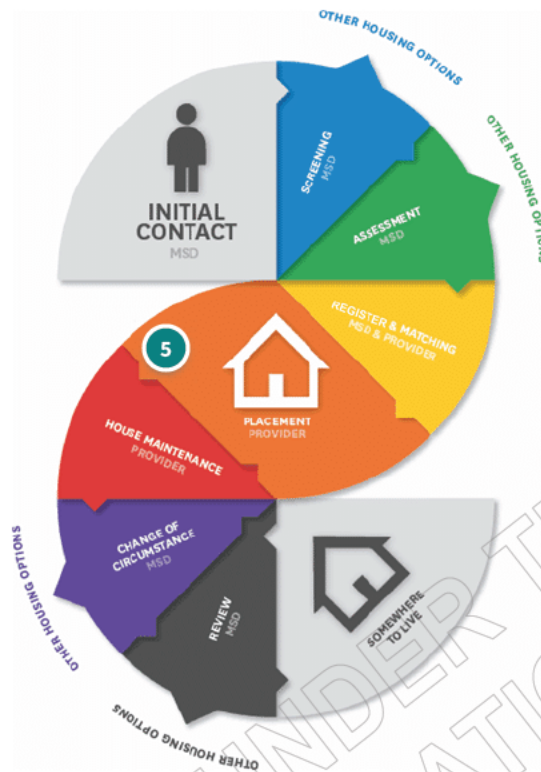 OTHER HOUSING OPTIONS
OTHER HOUSING OPTIONS
INITIAL
CONTACT
MSD
SCREENING
MSD
ASSESSMENT
MSD
REGISTER & MATCHING
MSD & PROVIDER
5
PLACEMENT
PROVIDER
HOUSE MAINTENANCE
PROVIDER
CHANGE OF
CIRCUMSTANCE
MSD
OTHER HOUSING OPTIONS
REVIEW
MSD
OTHER HOUSING OPTIONS
SOMEWHERE
TO LIVE
UNDER